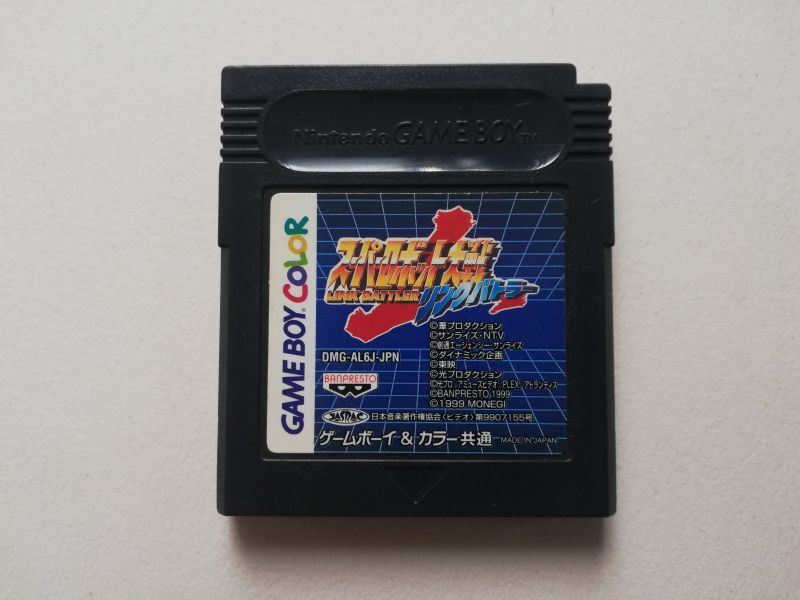 Nintendo GAME BOY TM
GAME BOY COLOR
スーパーロボット大戦
LINK BATTLER リンクバトラー
©葦プロダクション
©サンライズ・NTV
©創通エージェンシー・サンライズ
DMG-AL6J-JPN
©ダイナミック企画
©東映
©光プロダクション
BANPRESTO
©光プロ/アミューズビデオ/PLEX/アトランティス
©BANPRESTO 1999
©1999 MONEGI
JASRAC 日本音楽著作権協会〈ビデオ〉第9907155号
ゲームボーイ & カラー共通 MADE IN JAPAN